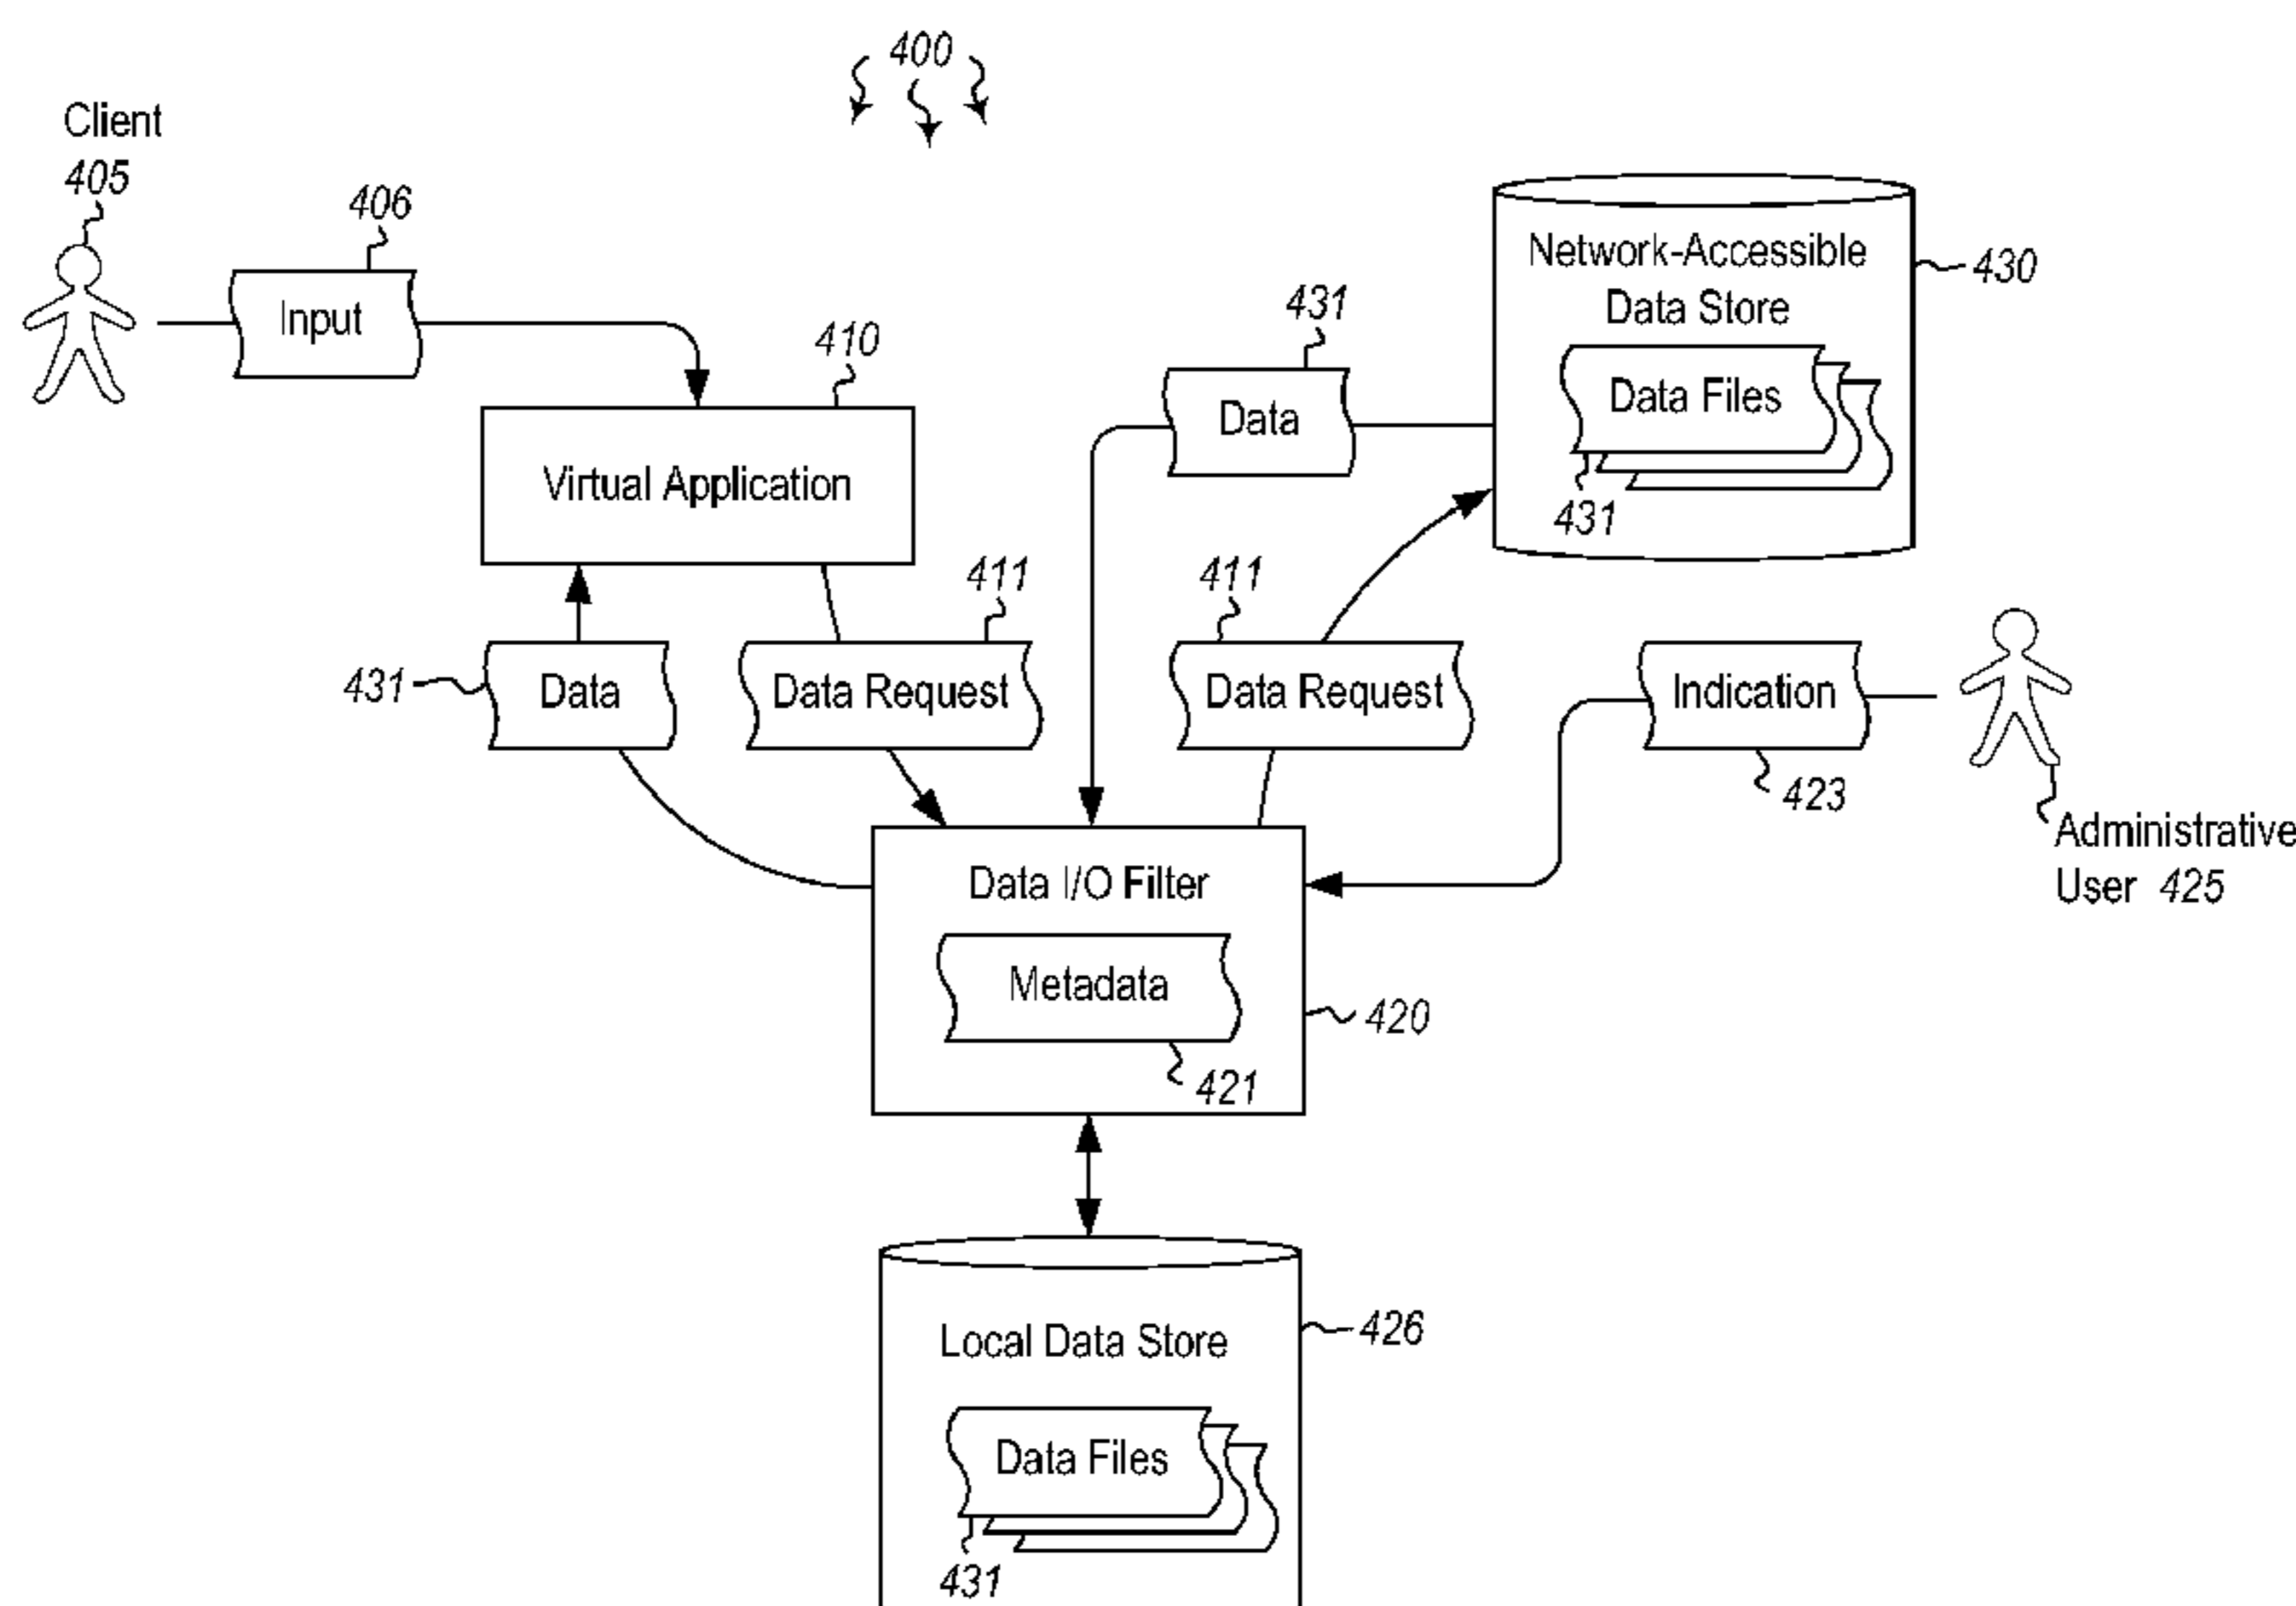 400
Client
405
406
Input
Network-Accessible
Data Store
430
Data Files
431
431
Data
410
Virtual Application
411
411
431
Data
Data Request
Data Request
Indication
423
Administrative
User 425
Data I/O Filter
Metadata
420
421
Local Data Store
426
Data Files
431